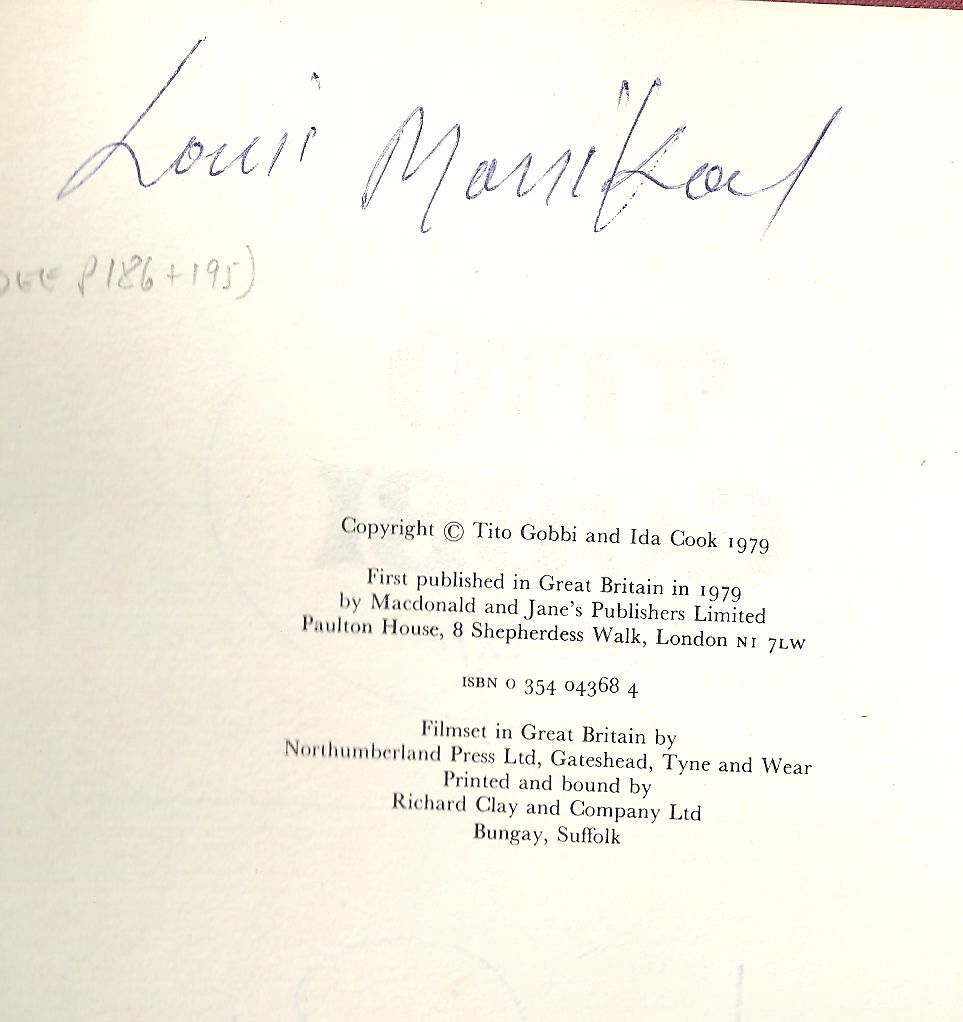 Louis
P186+195)
Copyright © Tito Gobbi and Ida Cook 1979
First published in Great Britain in 1979
by Macdonald and Jane's Publishers Limited
Paulton House, 8 Shepherdess Walk, London N1 7LW
ISBN 0 354 04368 4
Filmset in Great Britain by
Northumberland Press Ltd, Gateshead, Tyne and Wear
Printed and bound by
Richard Clay and Company Ltd
Bungay, Suffolk